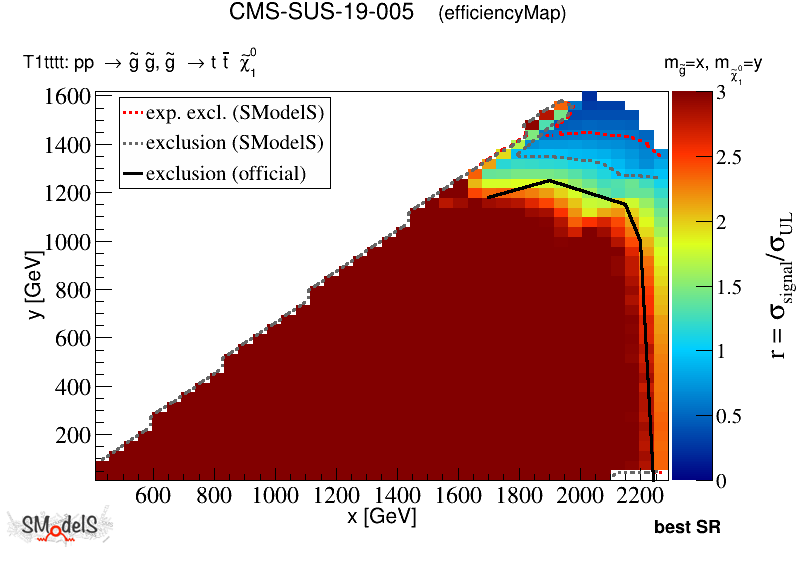 CMS-SUS-19-005 (efficiencyMap)
T1tttt: pp → g̃ g̃, g̃ → t t̄ χ̃⁰₁
m_g̃=x, m_χ̃⁰₁=y
exp. excl. (SModelS)
exclusion (SModelS)
exclusion (official)
1600
1400
1200
1000
800
600
400
200
y [GeV]
600 800 1000 1200 1400 1600 1800 2000 2200
x [GeV]
3
2.5
2
1.5
1
0.5
0
r = σ_signal/σ_UL
SModelS
best SR